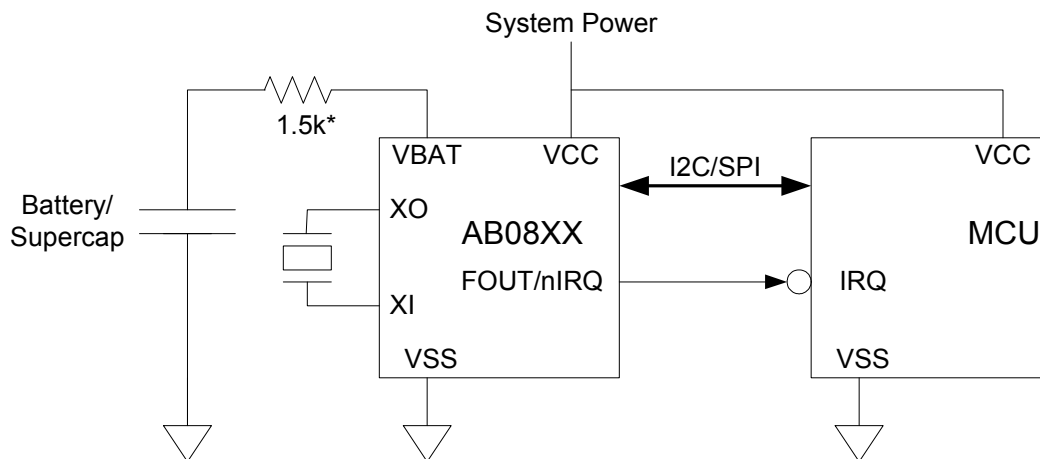 System Power
1.5k*
VBAT
VCC
VCC
I2C/SPI
Battery/
Supercap
XO
AB08XX
MCU
FOUT/nIRQ
IRQ
XI
VSS
VSS